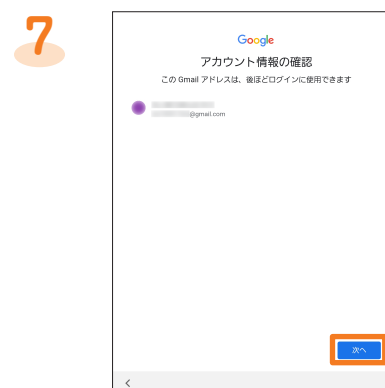 7
Google
アカウント情報の確認
この Gmail アドレスは、後ほどログインに使用できます
@gmail.com
次へ